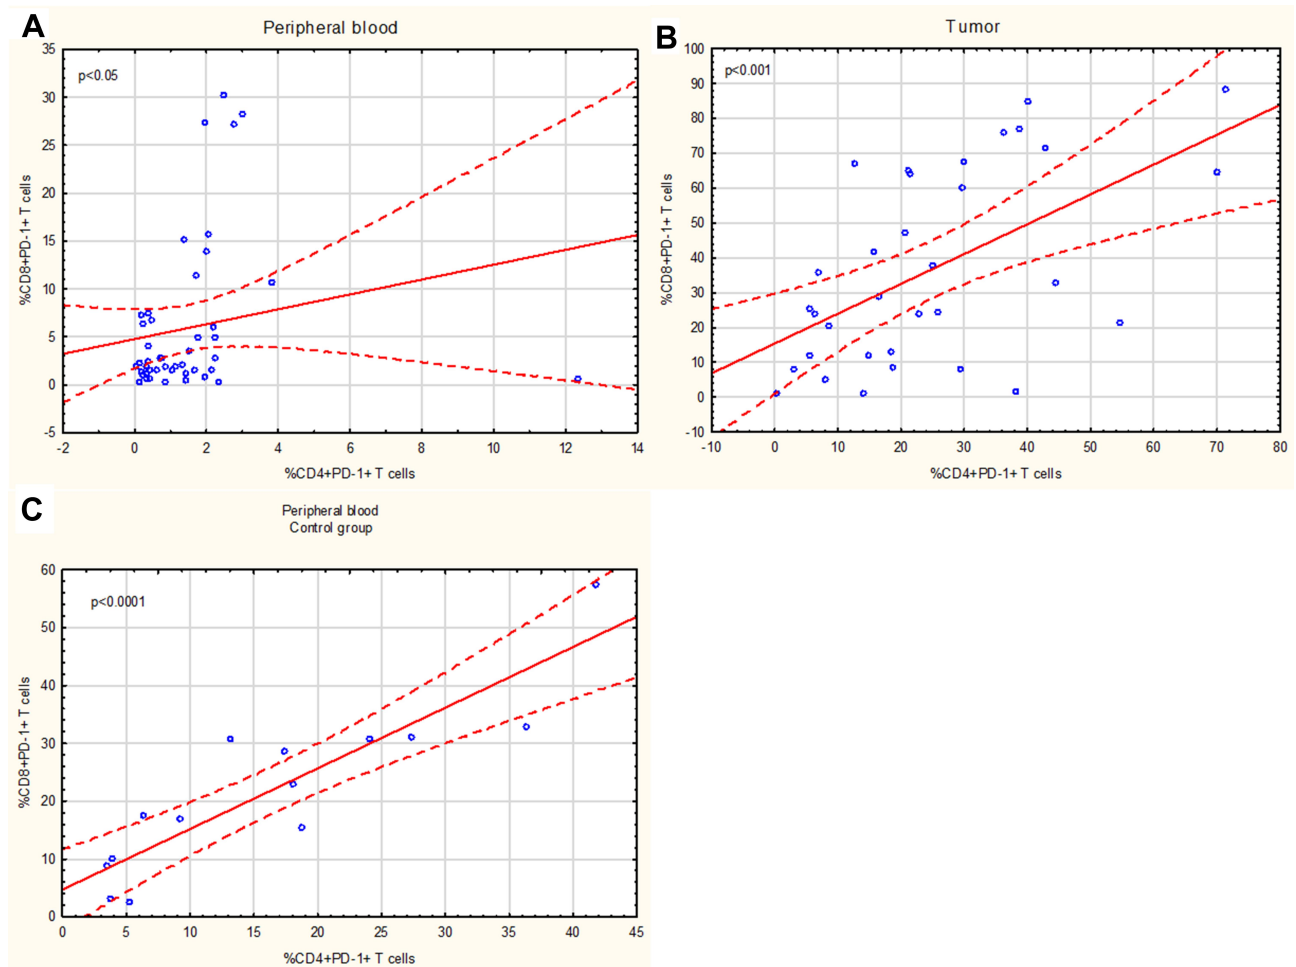 A
Peripheral blood
p<0.05
35
30
25
20
15
10
5
0
-5
%CD8+PD-1+ T cells
-2 0 2 4 6 8 10 12 14
%CD4+PD-1+ T cells
B
Tumor
p<0.001
100
90
80
70
60
50
40
30
20
10
0
-10
%CD8+PD-1+ T cells
-10 0 10 20 30 40 50 60 70 80
%CD4+PD-1+ T cells
C
Peripheral blood
Control group
p<0.0001
60
50
40
30
20
10
0
%CD8+PD-1+ T cells
0 5 10 15 20 25 30 35 40 45
%CD4+PD-1+ T cells